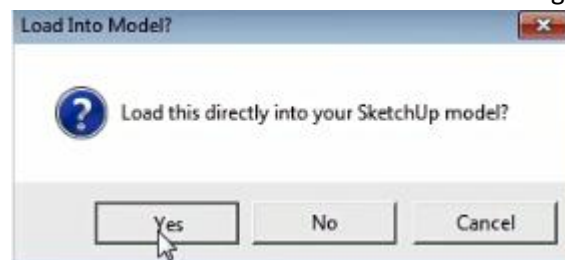 Load Into Model?
Load this directly into your SketchUp model?
Yes
No
Cancel